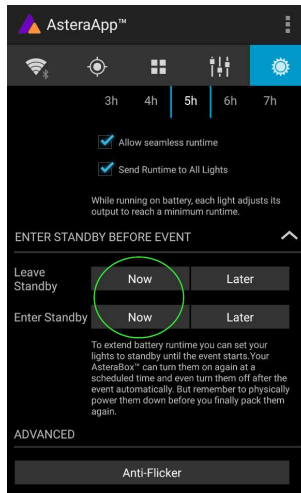 AsteraApp™
3h 4h 5h 6h 7h
Allow seamless runtime
Send Runtime to All Lights
While running on battery, each light adjusts its
output to reach a minimum runtime.
ENTER STANDBY BEFORE EVENT
Leave
Standby
Now Later
Enter Standby Now Later
To extend battery runtime you can set your
lights to standby until the event starts.Your
AsteraBox™ can turn them on again at a
scheduled time and even turn them off after the
event automatically. But remember to physically
power them down before you finally pack them
again.
ADVANCED
Anti-Flicker